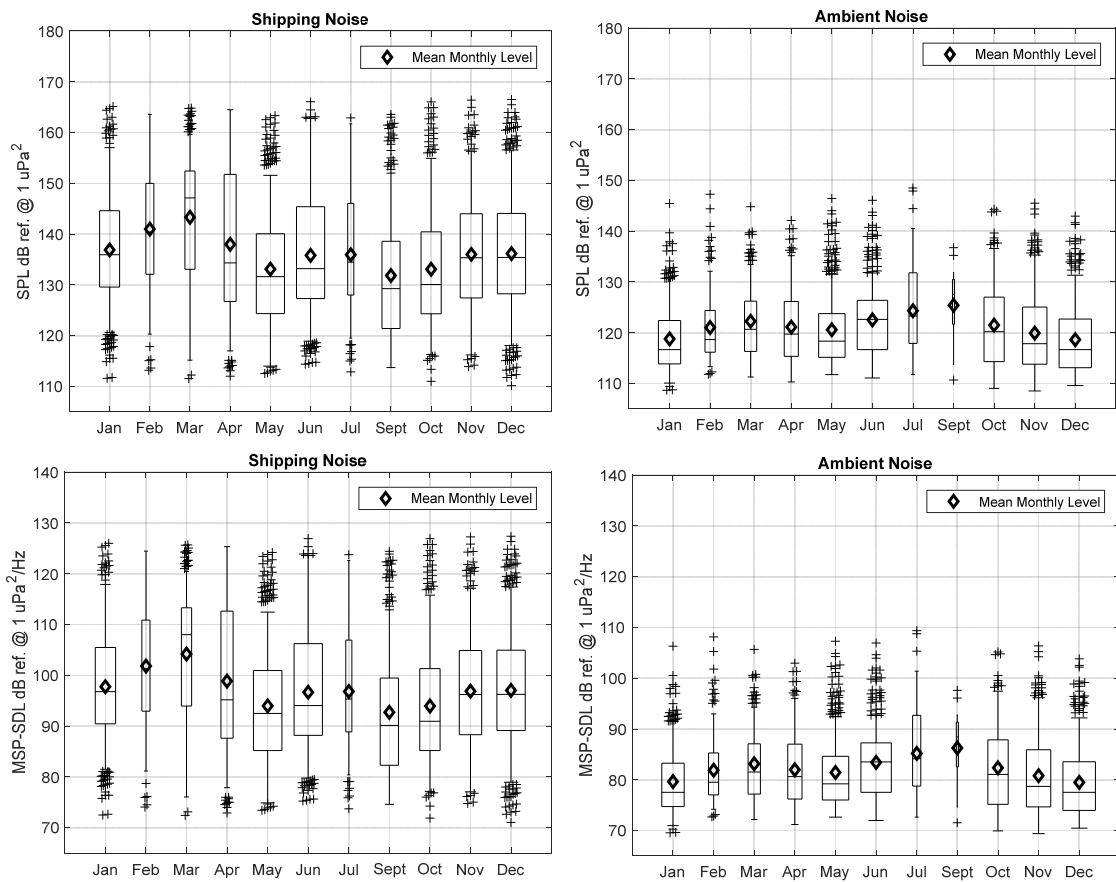 Shipping Noise
Mean Monthly Level
SPL dB ref. @ 1 uPa²
180
170
160
150
140
130
120
110
Jan Feb Mar Apr May Jun Jul Sept Oct Nov Dec
Ambient Noise
Mean Monthly Level
SPL dB ref. @ 1 uPa²
180
170
160
150
140
130
120
110
Jan Feb Mar Apr May Jun Jul Sept Oct Nov Dec
Shipping Noise
Mean Monthly Level
MSP-SDL dB ref. @ 1 uPa²/Hz
140
130
120
110
100
90
80
70
Jan Feb Mar Apr May Jun Jul Sept Oct Nov Dec
Ambient Noise
Mean Monthly Level
MSP-SDL dB ref. @ 1 uPa²/Hz
140
130
120
110
100
90
80
70
Jan Feb Mar Apr May Jun Jul Sept Oct Nov Dec